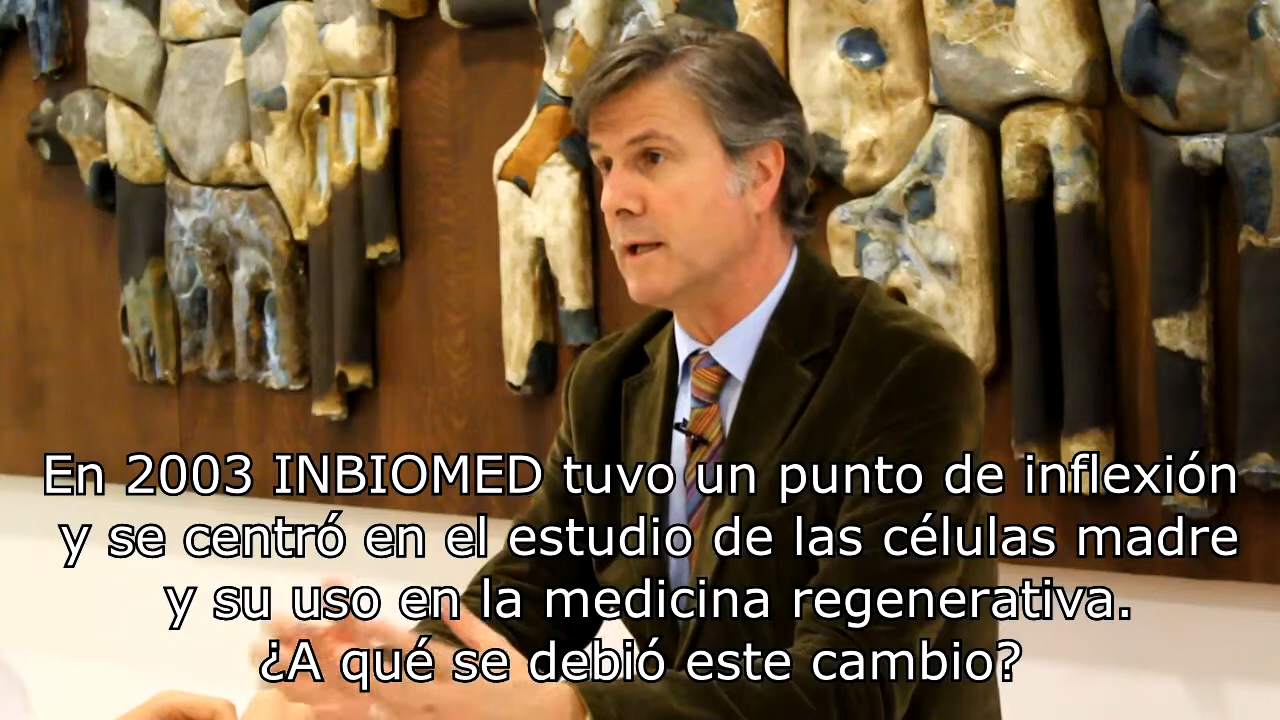 En 2003 INBIOMED tuvo un punto de inflexión
y se centró en el estudio de las células madre
y su uso en la medicina regenerativa.
¿A qué se debió este cambio?